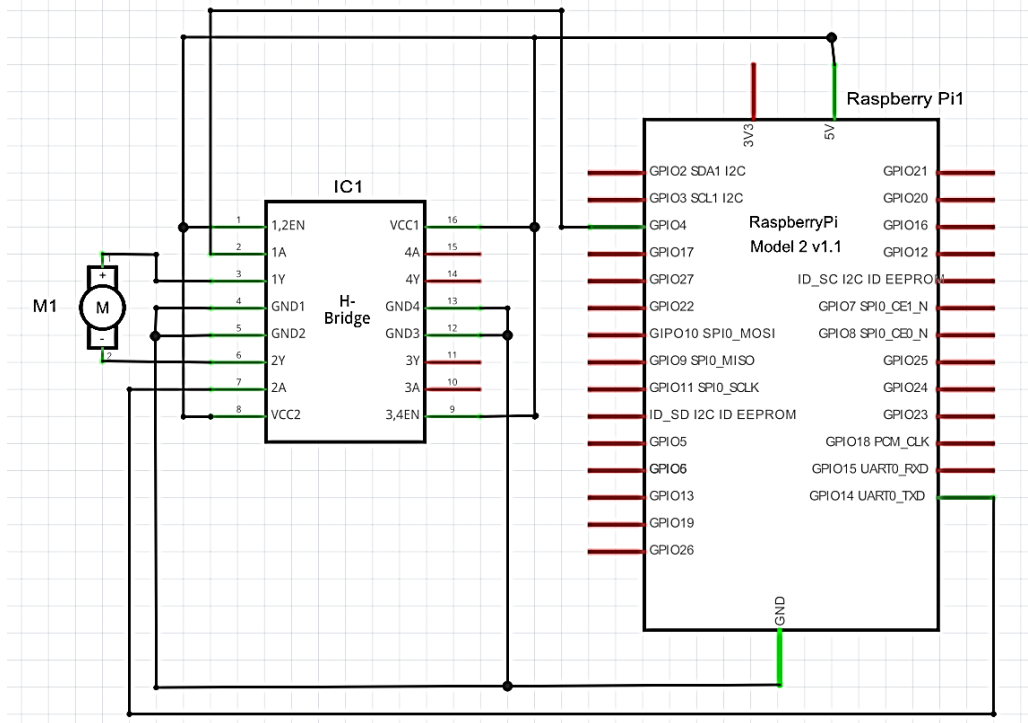 Raspberry Pi1
3V3
5V
GPIO2 SDA1 I2C
GPIO3 SCL1 I2C
GPIO4
GPIO17
GPIO27
GPIO22
GIPO10 SPI0_MOSI
GPIO9 SPI0_MISO
GPIO11 SPI0_SCLK
ID_SD I2C ID EEPROM
GPIO5
GPIO6
GPIO13
GPIO19
GPIO26
RaspberryPi
Model 2 v1.1
GPIO21
GPIO20
GPIO16
GPIO12
ID_SC I2C ID EEPROM
GPIO7 SPI0_CE1_N
GPIO8 SPI0_CE0_N
GPIO25
GPIO24
GPIO23
GPIO18 PCM_CLK
GPIO15 UART0_RXD
GPIO14 UART0_TXD
GND
IC1
1 1,2EN
2 1A
3 1Y
4 GND1
5 GND2
6 2Y
7 2A
8 VCC2
H-
Bridge
VCC1 16
4A 15
4Y 14
GND4 13
GND3 12
3Y 11
3A 10
3,4EN 9
M1
1
+
M
-
2